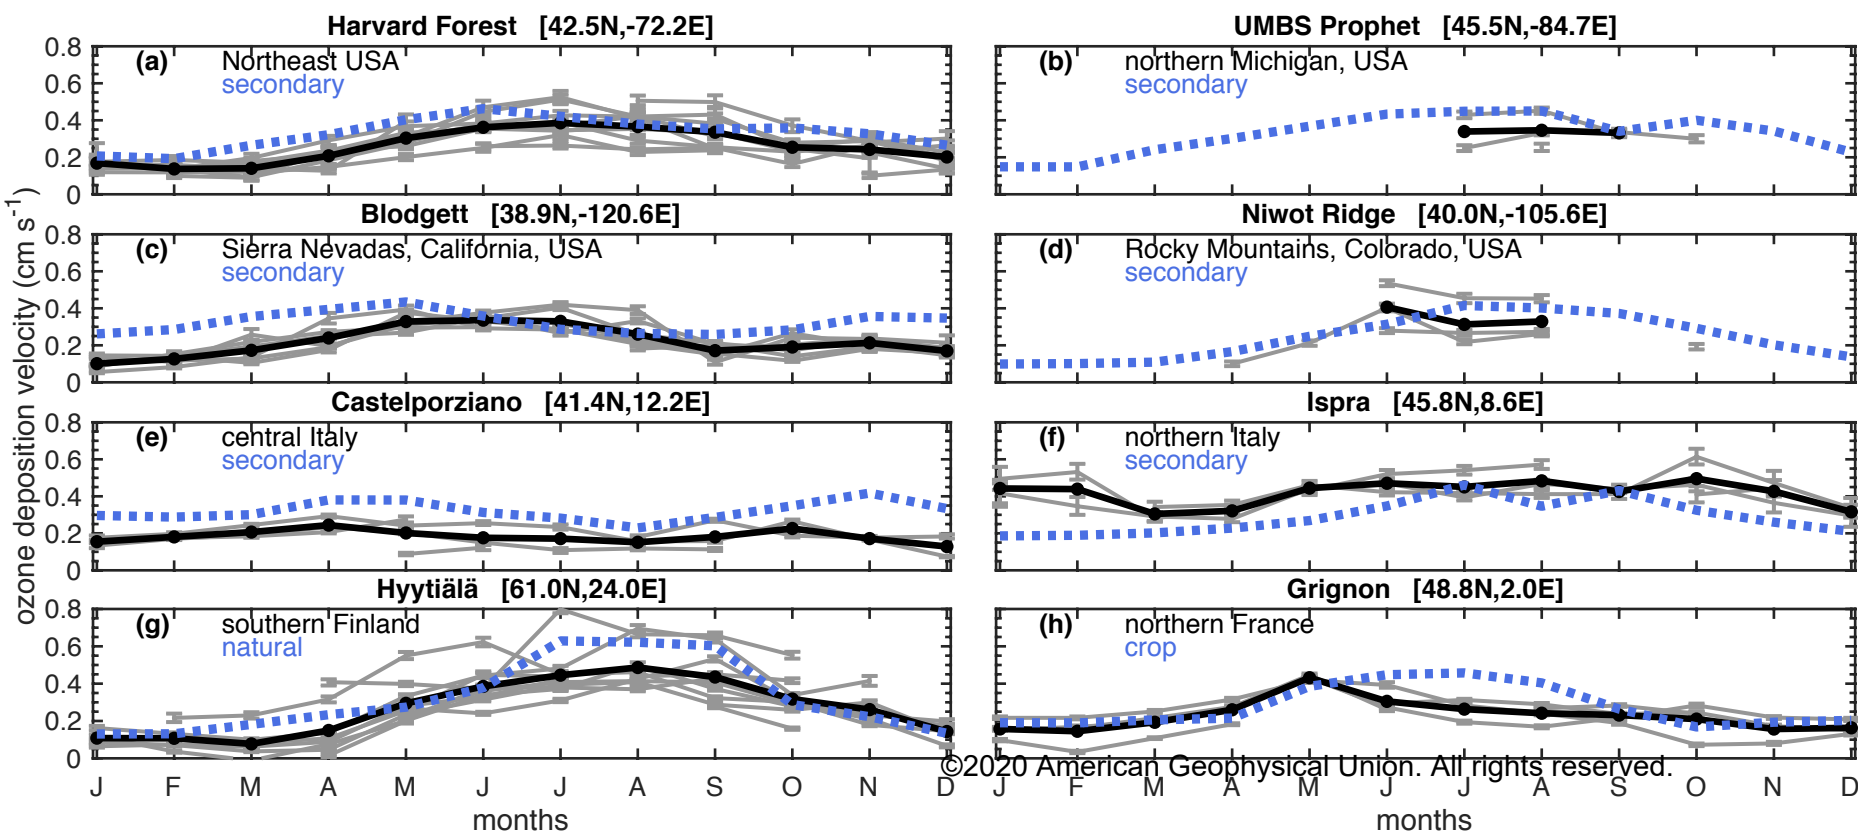 Harvard Forest [42.5N,-72.2E]
UMBS Prophet [45.5N,-84.7E]
0.8
0.6
0.4
0.2
0
(a) Northeast USA
secondary
(b) northern Michigan, USA
secondary
Blodgett [38.9N,-120.6E]
Niwot Ridge [40.0N,-105.6E]
0.8
0.6
0.4
0.2
0
(c) Sierra Nevadas, California, USA
secondary
(d) Rocky Mountains, Colorado, USA
secondary
ozone deposition velocity (cm s-1)
Castelporziano [41.4N,12.2E]
Ispra [45.8N,8.6E]
0.8
0.6
0.4
0.2
0
(e) central Italy
secondary
(f) northern Italy
secondary
Hyytiälä [61.0N,24.0E]
Grignon [48.8N,2.0E]
0.8
0.6
0.4
0.2
0
(g) southern Finland
natural
(h) northern France
crop
©2020 American Geophysical Union. All rights reserved.
J F M A M J J A S O N D
J F M A M J J A S O N D
months
months